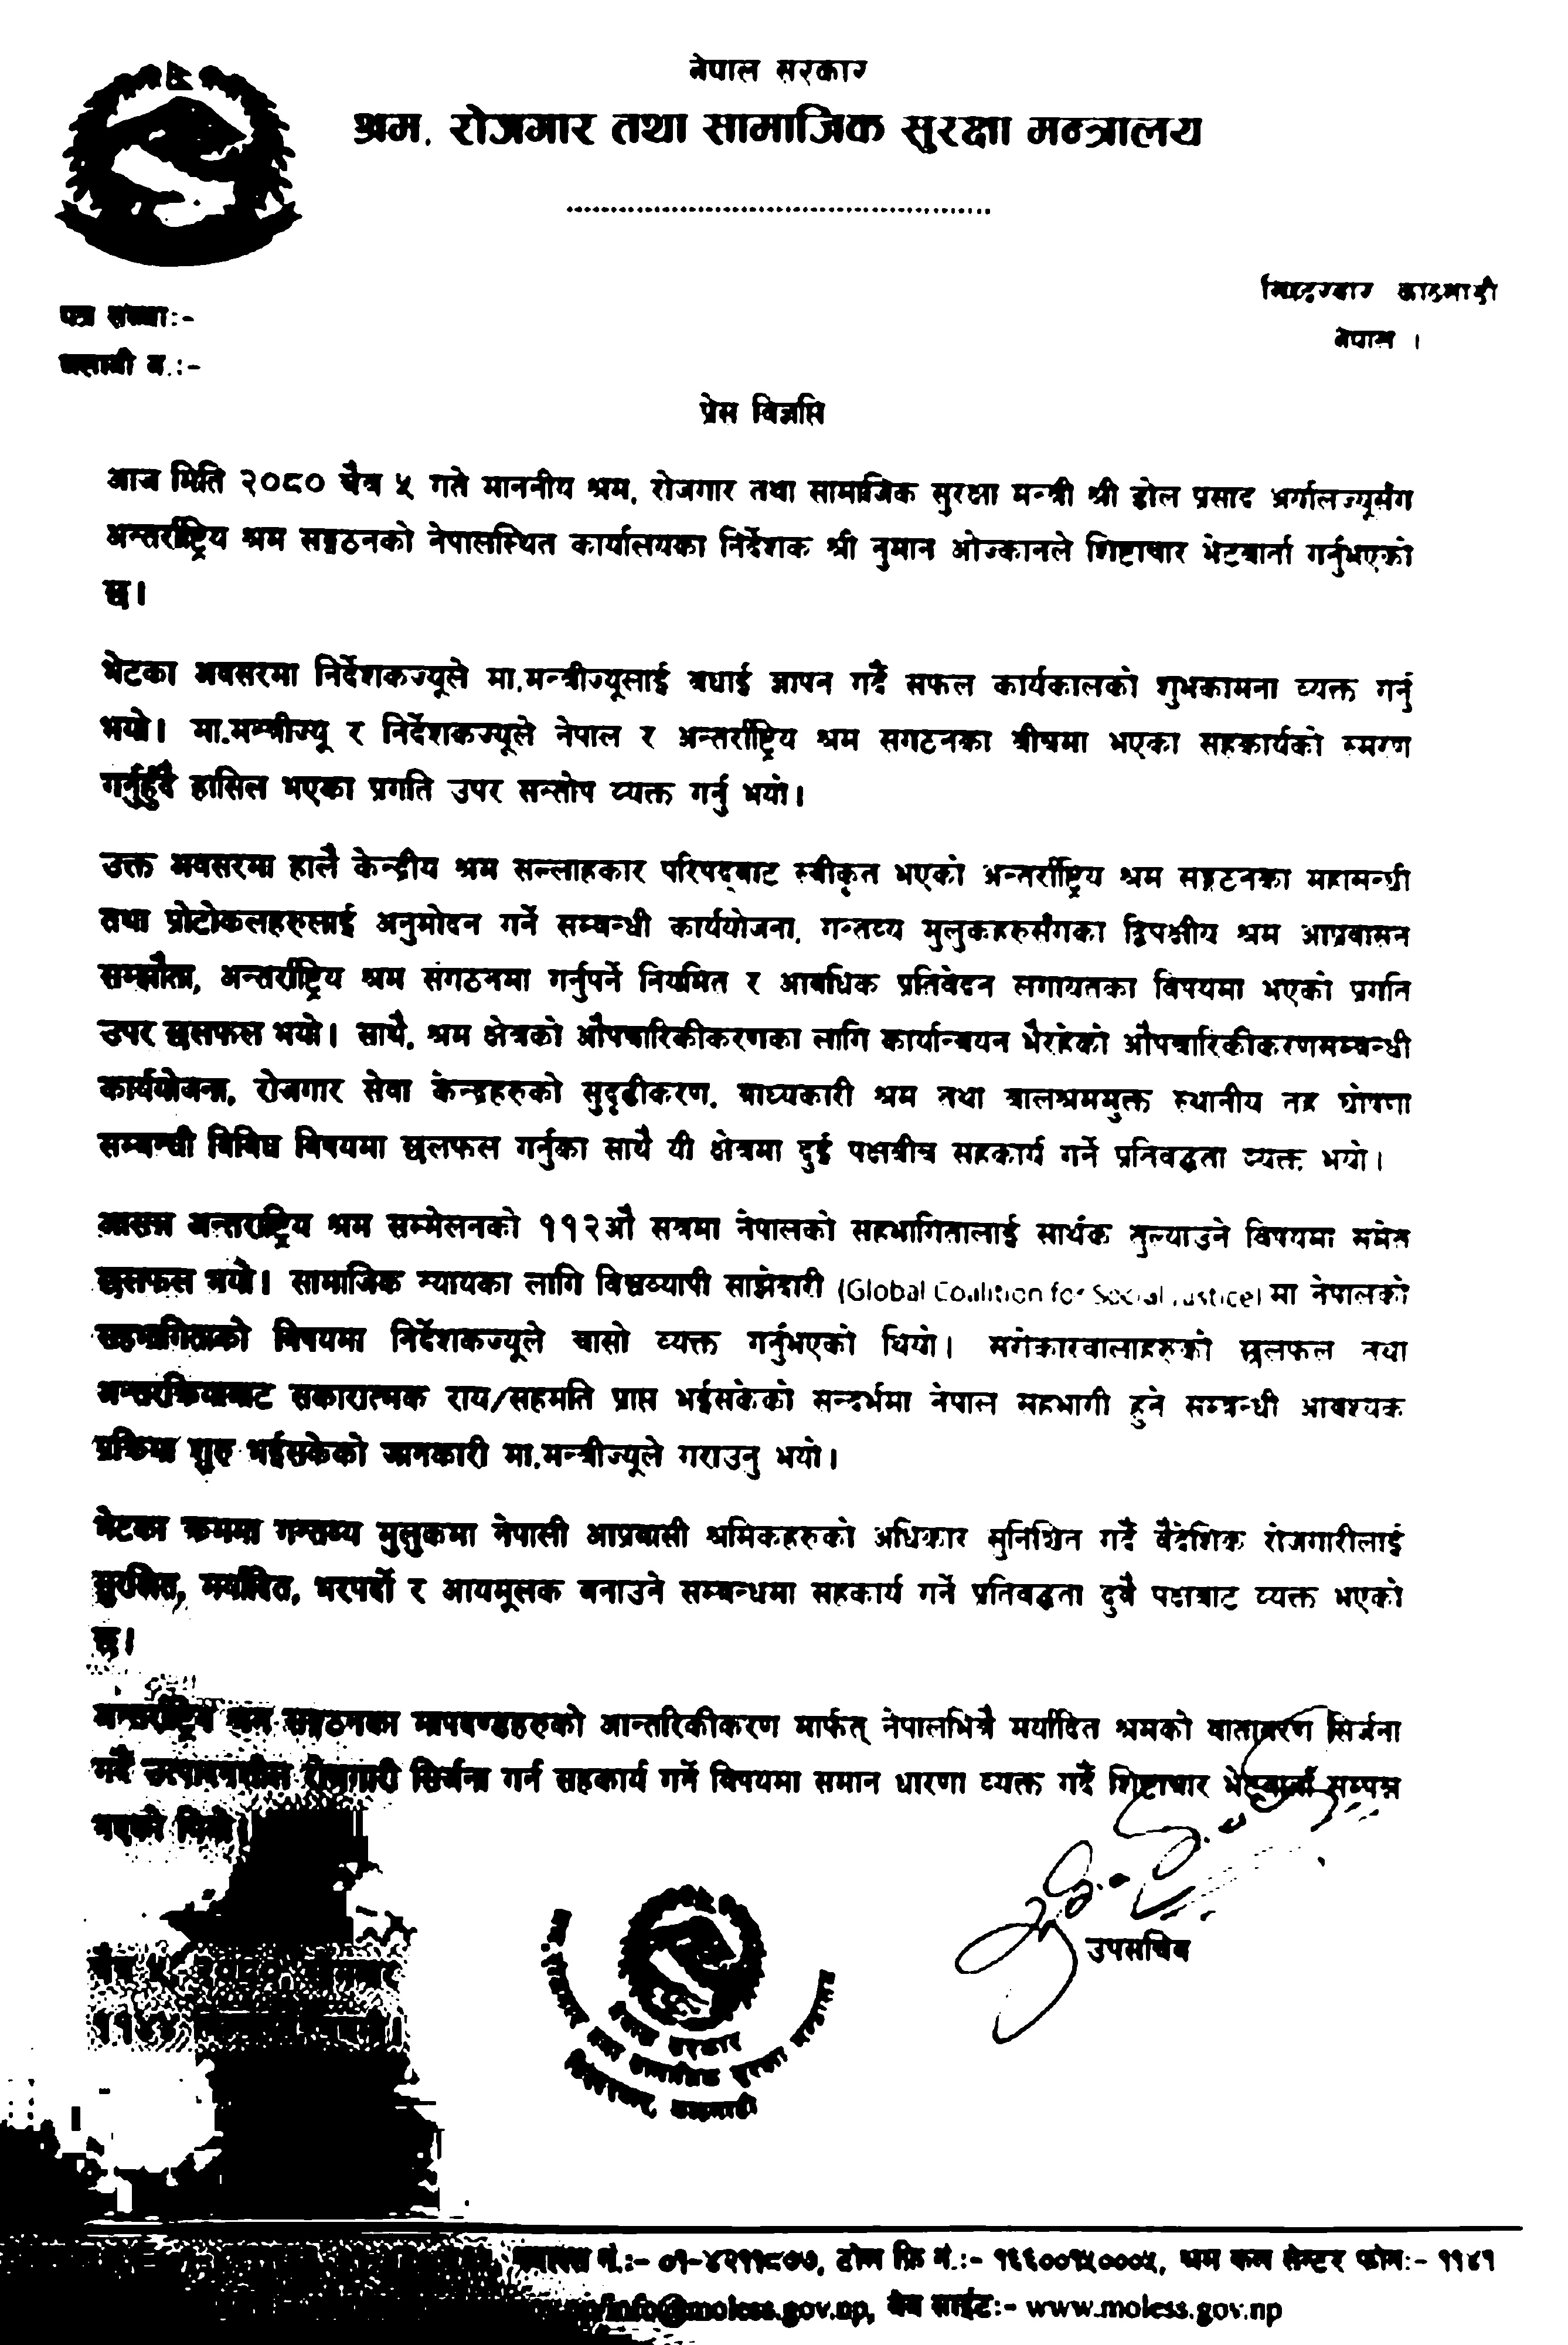 नेपाल सरकार
श्रम, रोजगार तथा सामाजिक सुरक्षा मन्त्रालय
सिंहदरबार काठमाडौं
नेपाल ।
पत्र संख्या:-
चलानी नं.:-
प्रेस विज्ञप्ति
आज मिति २०८० चैत्र ५ गते माननीय श्रम, रोजगार तथा सामाजिक सुरक्षा मन्त्री श्री डोल प्रसाद अर्यालज्यूसँग
अन्तर्राष्ट्रिय श्रम सङ्गठनको नेपालस्थित कार्यालयका निर्देशक श्री नुमान ओज्कानले शिष्टाचार भेटवार्ता गर्नुभएको
छ।
भेटका अवसरमा निर्देशकज्यूले मा.मन्त्रीज्यूलाई बधाई ज्ञापन गर्दै सफल कार्यकालको शुभकामना व्यक्त गर्नु
भयो। मा.मन्त्रीज्यू र निर्देशकज्यूले नेपाल र अन्तर्राष्ट्रिय श्रम संगठनका बीचमा भएका सहकार्यको स्मरण
गर्नुहुँदै हासिल भएका प्रगति उपर सन्तोष व्यक्त गर्नु भयो।
उक्त अवसरमा हालै केन्द्रीय श्रम सल्लाहकार परिषद्बाट स्वीकृत भएको अन्तर्राष्ट्रिय श्रम सङ्गठनका महासन्धी
तथा प्रोटोकलहरुलाई अनुमोदन गर्ने सम्बन्धी कार्ययोजना, गन्तव्य मुलुकहरुसँगका द्विपक्षीय श्रम आप्रवासन
सम्झौता, अन्तर्राष्ट्रिय श्रम संगठनमा गर्नुपर्ने नियमित र आवधिक प्रतिवेदन लगायतका विषयमा भएको प्रगति
उपर छलफल भयो। साथै, श्रम क्षेत्रको औपचारिकीकरणका लागि कार्यान्वयन भैरहेको औपचारिकीकरणसम्बन्धी
कार्ययोजना, रोजगार सेवा केन्द्रहरुको सुदृढीकरण, बाध्यकारी श्रम तथा बालश्रममुक्त स्थानीय तह घोषणा
सम्बन्धी विविध विषयमा छलफल गर्नुका साथै यी क्षेत्रमा दुई पक्षबीच सहकार्य गर्ने प्रतिवद्धता व्यक्त भयो।
आसन्न अन्तर्राष्ट्रिय श्रम सम्मेलनको ११२औं सत्रमा नेपालको सहभागितालाई सार्थक तुल्याउने विषयमा समेत
छलफल भयो। सामाजिक न्यायका लागि विश्वव्यापी साझेदारी (Global Coalition for Social Justice) मा नेपालको
सहभागिताको विषयमा निर्देशकज्यूले चासो व्यक्त गर्नुभएको थियो। सरोकारवालाहरुको छलफल तथा
अन्तरक्रियाबाट सकारात्मक राय/सहमति प्राप्त भईसकेको सन्दर्भमा नेपाल सहभागी हुने सम्बन्धी आवश्यक
प्रक्रिया शुरु भईसकेको जानकारी मा.मन्त्रीज्यूले गराउनु भयो।
भेटका क्रममा गन्तव्य मुलुकमा नेपाली आप्रवासी श्रमिकहरुको अधिकार सुनिश्चित गर्दै वैदेशिक रोजगारीलाई
सुरक्षित, मर्यादित, भरपर्दो र आयमूलक बनाउने सम्बन्धमा सहकार्य गर्ने प्रतिवद्धता दुवै पक्षबाट व्यक्त भएको
छ।
अन्तर्राष्ट्रिय श्रम सङ्गठनका मापदण्डहरुको आन्तरिकीकरण मार्फत् नेपालभित्रै मर्यादित श्रमको वातावरण सिर्जना
गर्दै उत्पादनशील रोजगारी सिर्जना गर्न सहकार्य गर्ने विषयमा समान धारणा व्यक्त गर्दै शिष्टाचार भेटवार्ता सम्पन्न
भएको थियो।
उपसचिव
चैत्र ५, २०८०
११४४
नेपाल सरकार
तथा सामाजिक सुरक्षा मन्त्रालय
सिंहदरबार, काठमाडौं
नं.:- ०१-४२११८७७, टोल फ्रि नं.:- १६६००१५०००५, श्रम कल सेन्टर फोन:- ११४१
info@moless.gov.np, वेब साईट:- www.moless.gov.np